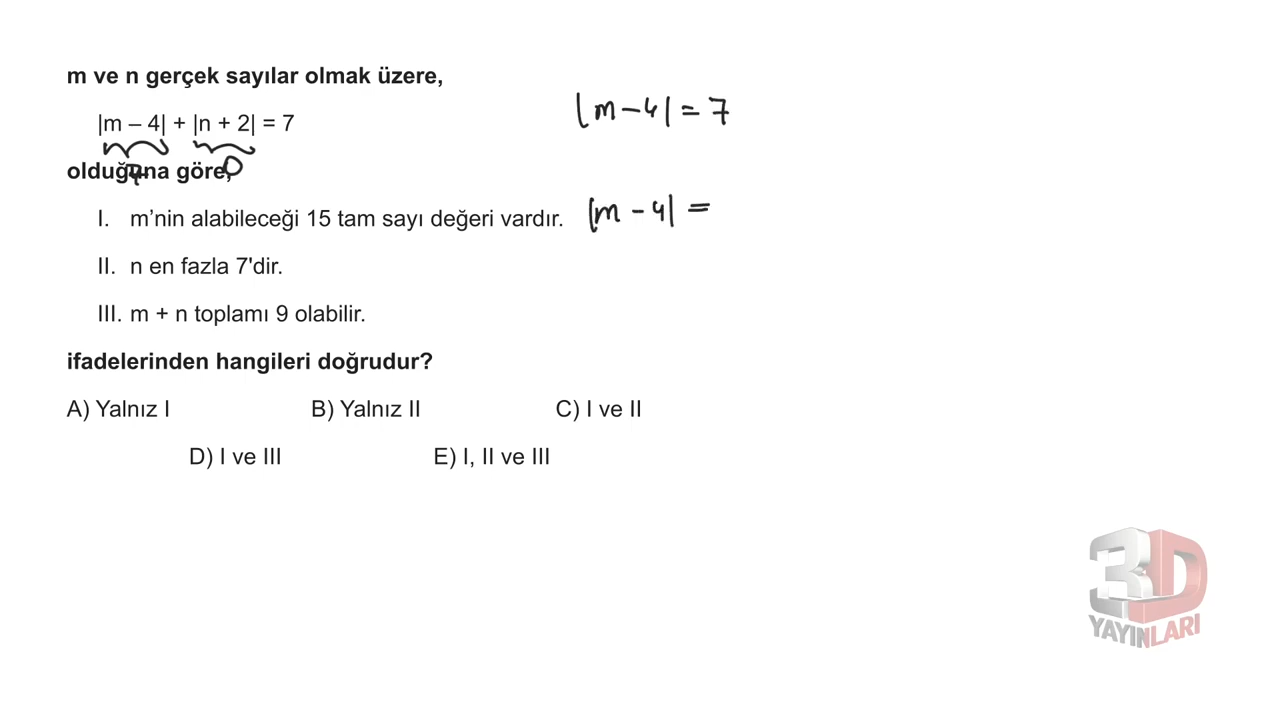 m ve n gerçek sayılar olmak üzere,
|m – 4| + |n + 2| = 7
7 0
olduğuna göre,
I. m’nin alabileceği 15 tam sayı değeri vardır.
II. n en fazla 7'dir.
III. m + n toplamı 9 olabilir.
ifadelerinden hangileri doğrudur?
A) Yalnız I B) Yalnız II C) I ve II
D) I ve III E) I, II ve III
|m – 4| = 7
|m – 4| =
3D
YAYINLARI